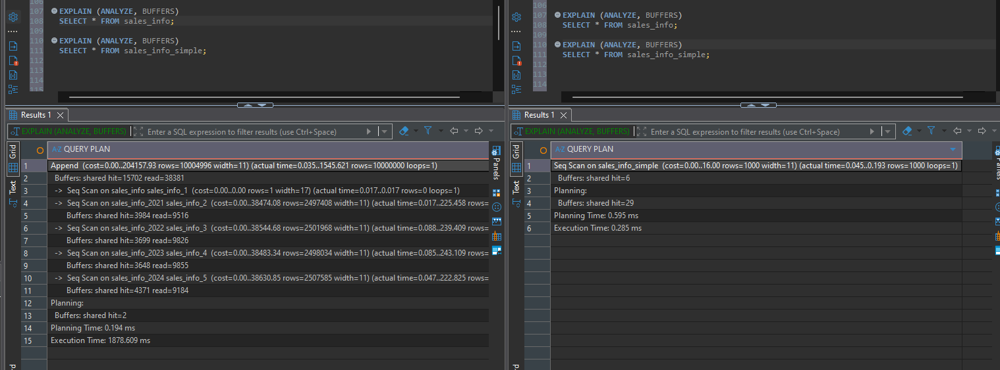 106
107 EXPLAIN (ANALYZE, BUFFERS)
108 SELECT * FROM sales_info;
109
110 EXPLAIN (ANALYZE, BUFFERS)
111 SELECT * FROM sales_info_simple;
112
113
114
115
Results 1
EXPLAIN (ANALYZE, BUFFERS) Enter a SQL expression to filter results (use Ctrl+Space)
Grid
Text
Panels
A-Z QUERY PLAN
1 Append (cost=0.00..204157.93 rows=10004996 width=11) (actual time=0.035..1545.621 rows=10000000 loops=1)
2 Buffers: shared hit=15702 read=38381
3 -> Seq Scan on sales_info sales_info_1 (cost=0.00..0.00 rows=1 width=17) (actual time=0.017..0.017 rows=0 loops=1)
4 -> Seq Scan on sales_info_2021 sales_info_2 (cost=0.00..38474.08 rows=2497408 width=11) (actual time=0.017..225.458 rows=
5 Buffers: shared hit=3984 read=9516
6 -> Seq Scan on sales_info_2022 sales_info_3 (cost=0.00..38544.68 rows=2501968 width=11) (actual time=0.088..239.409 rows=
7 Buffers: shared hit=3699 read=9826
8 -> Seq Scan on sales_info_2023 sales_info_4 (cost=0.00..38483.34 rows=2498034 width=11) (actual time=0.085..243.109 rows=
9 Buffers: shared hit=3648 read=9855
10 -> Seq Scan on sales_info_2024 sales_info_5 (cost=0.00..38630.85 rows=2507585 width=11) (actual time=0.047..222.825 rows=
11 Buffers: shared hit=4371 read=9184
12 Planning:
13 Buffers: shared hit=2
14 Planning Time: 0.194 ms
15 Execution Time: 1878.609 ms
106
107 EXPLAIN (ANALYZE, BUFFERS)
108 SELECT * FROM sales_info;
109
110 EXPLAIN (ANALYZE, BUFFERS)
111 SELECT * FROM sales_info_simple;
112
113
114
Results 1
EXPLAIN (ANALYZE, BUFFERS) Enter a SQL expression to filter results (use Ctrl+Space)
Grid
Text
Panels
A-Z QUERY PLAN
1 Seq Scan on sales_info_simple (cost=0.00..16.00 rows=1000 width=11) (actual time=0.045..0.193 rows=1000 loops=1)
2 Buffers: shared hit=6
3 Planning:
4 Buffers: shared hit=29
5 Planning Time: 0.595 ms
6 Execution Time: 0.285 ms